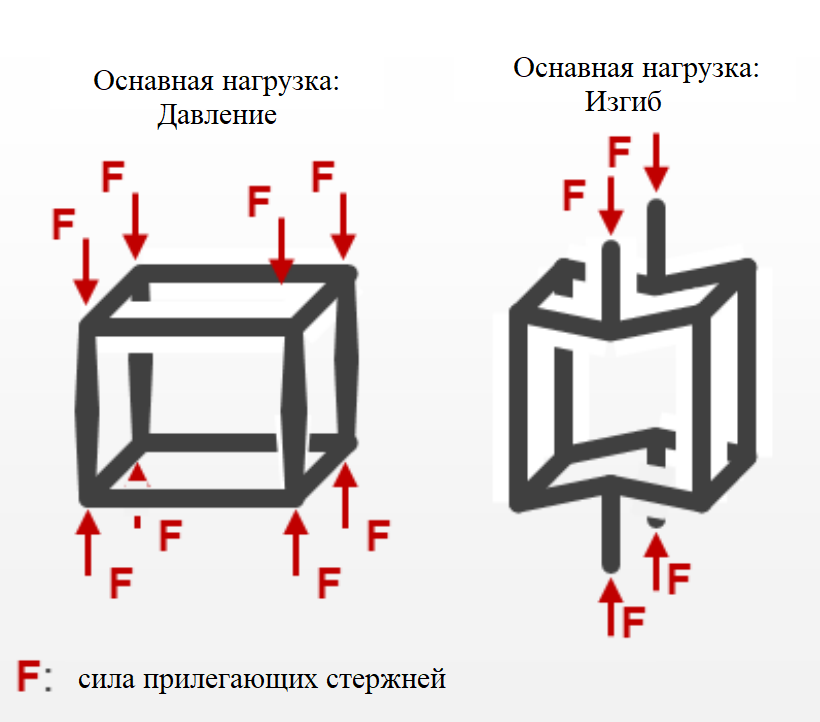 Оснавная нагрузка:
Давление
Оснавная нагрузка:
Изгиб
F
F
F
F
F
F
F
F
F
F
F
F
F: сила прилегающих стержней